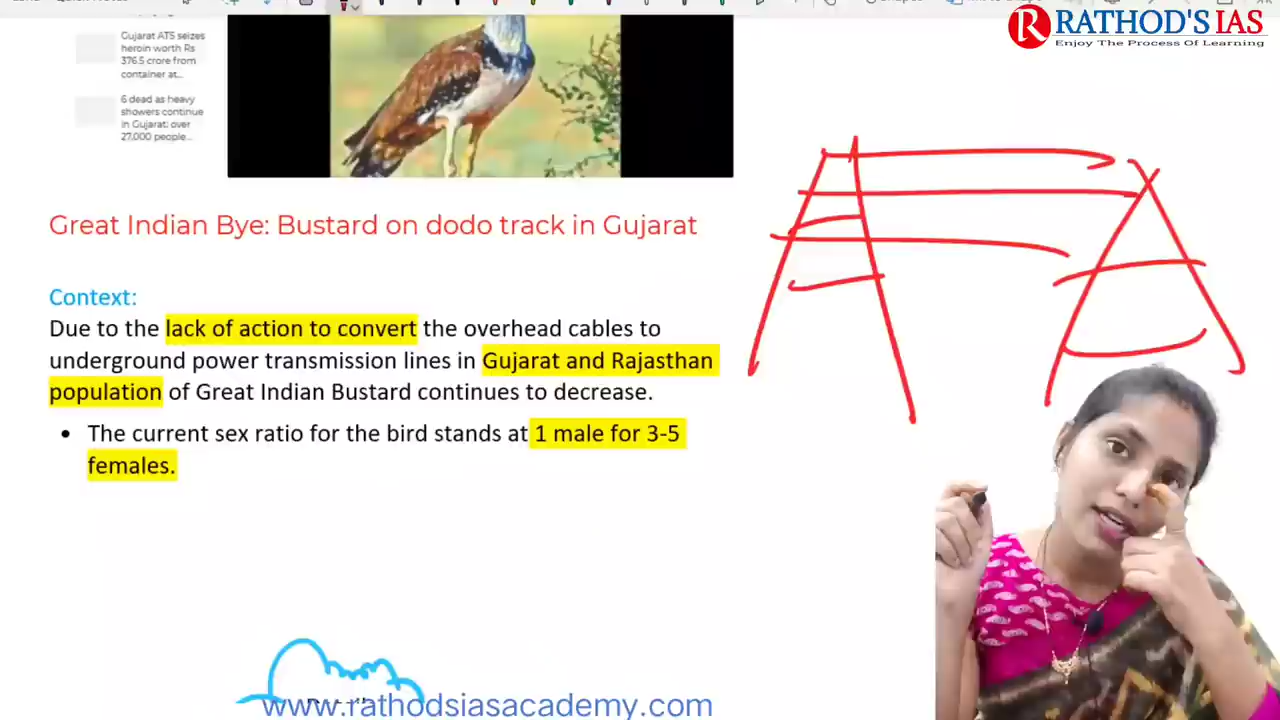 RATHOD'S IAS
Enjoy The Process Of Learning
Gujarat ATS seizes
heroin worth Rs
376.5 crore from
container at...
6 dead as heavy
showers continue
in Gujarat: over
27,000 people...
Great Indian Bye: Bustard on dodo track in Gujarat
Context:
Due to the lack of action to convert the overhead cables to
underground power transmission lines in Gujarat and Rajasthan
population of Great Indian Bustard continues to decrease.
• The current sex ratio for the bird stands at 1 male for 3-5
females.
www.rathodsiasacademy.com